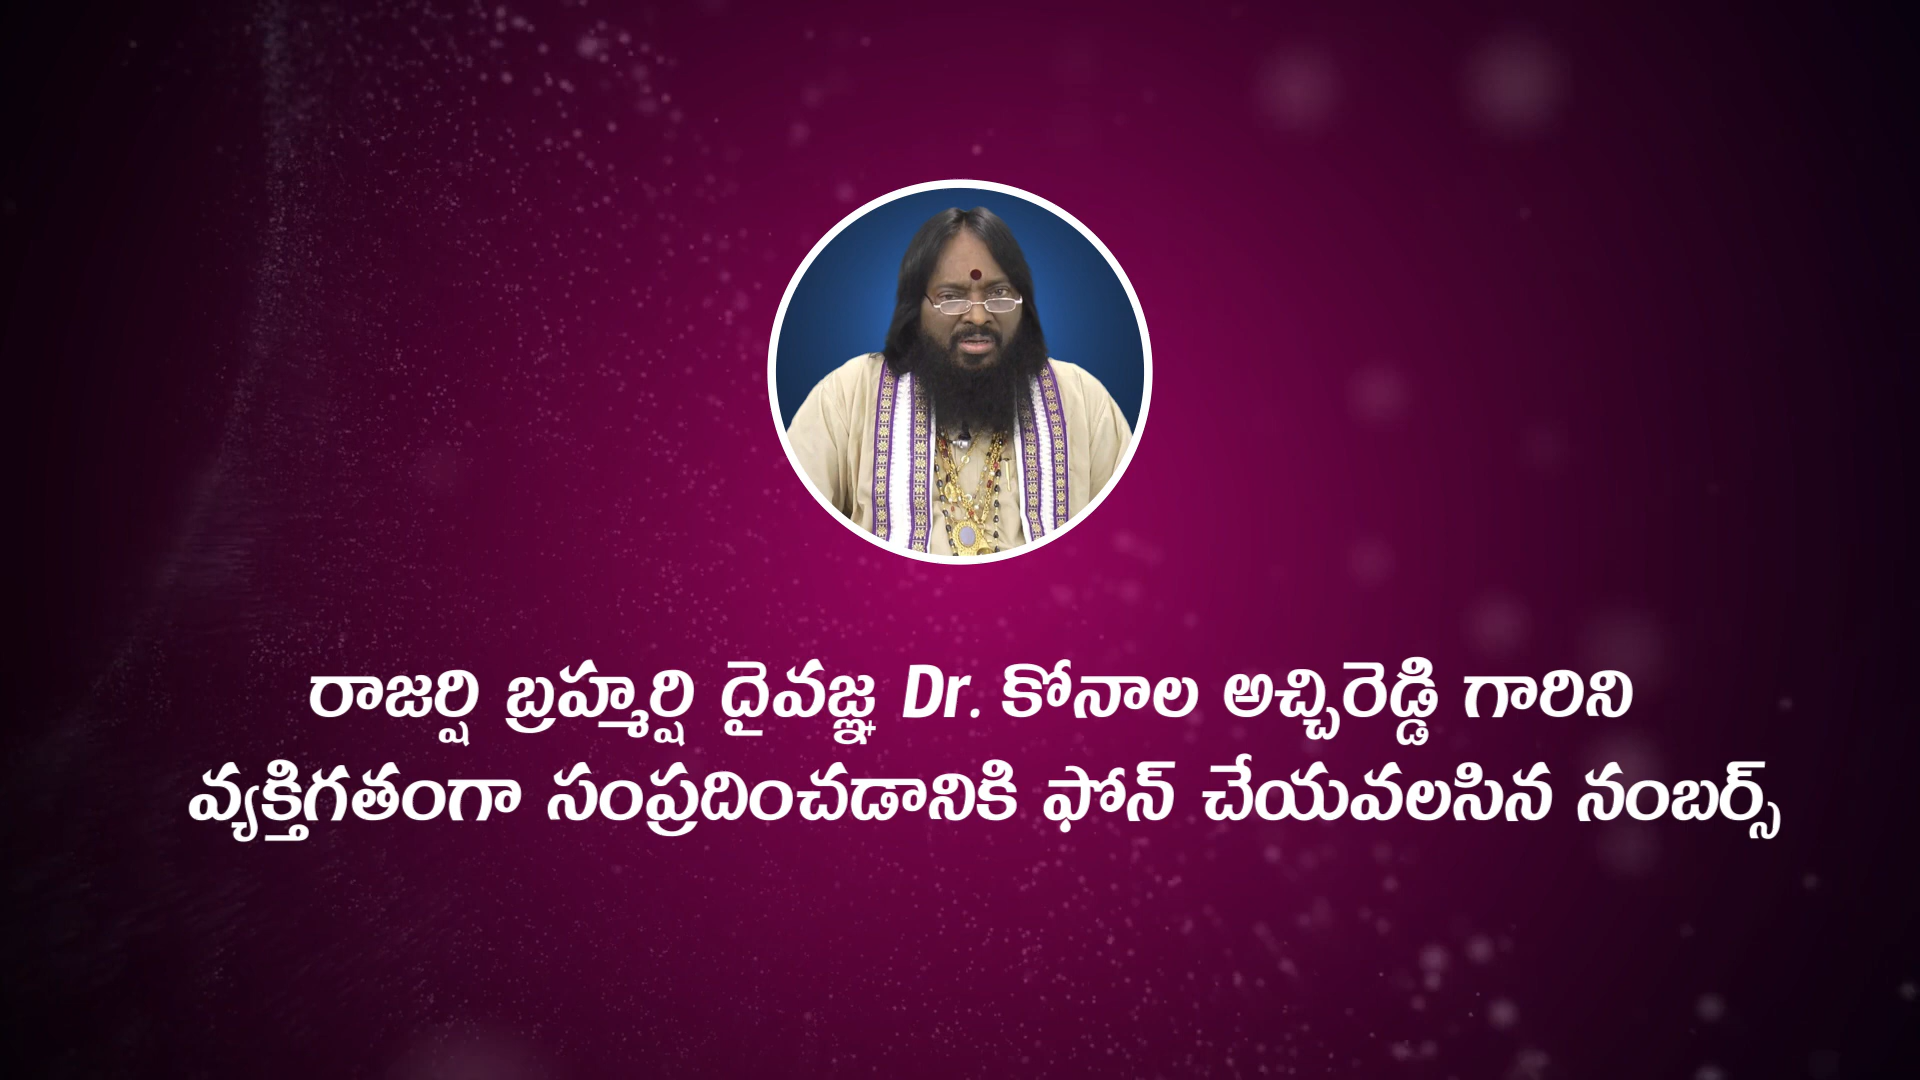 రాజర్షి బ్రహ్మర్షి దైవజ్ఞ Dr. కోనాల అచ్చిరెడ్డి గారిని
వ్యక్తిగతంగా సంప్రదించడానికి ఫోన్ చేయవలసిన నంబర్స్